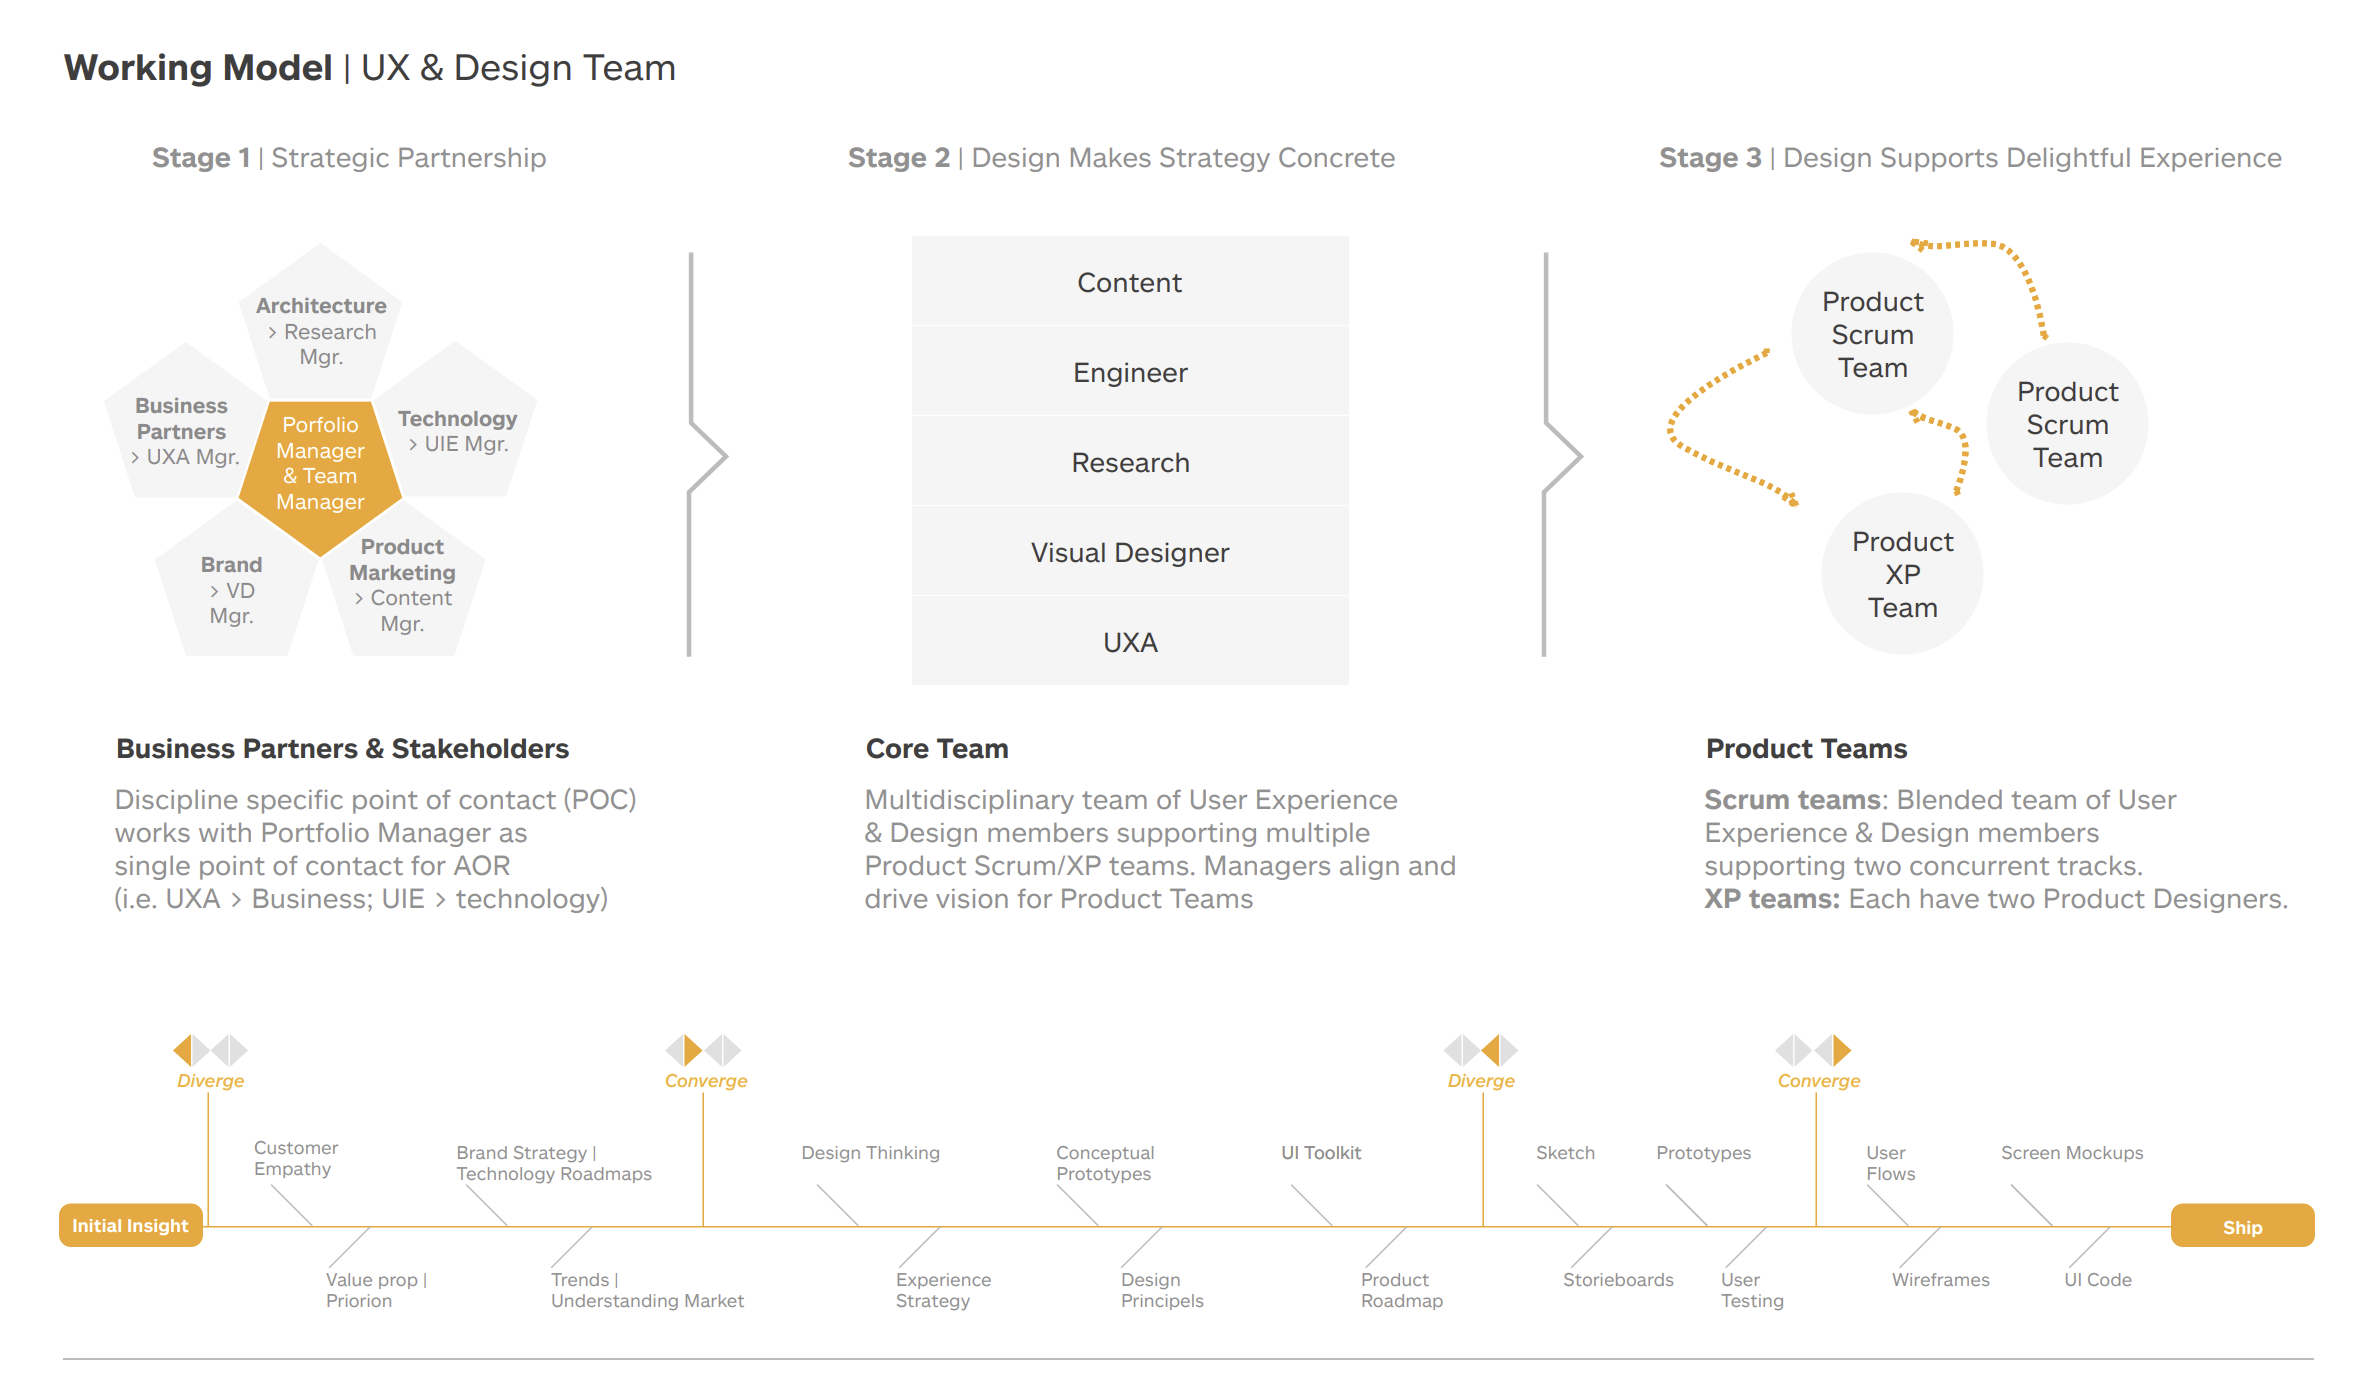 Working Model | UX & Design Team
Stage 1 | Strategic Partnership
Architecture
> Research
Mgr.
Business
Partners
> UXA Mgr.
Porfolio
Manager
& Team
Manager
Technology
> UIE Mgr.
Brand
> VD
Mgr.
Product
Marketing
> Content
Mgr.
Business Partners & Stakeholders
Discipline specific point of contact (POC)
works with Portfolio Manager as
single point of contact for AOR
(i.e. UXA > Business; UIE > technology)
Stage 2 | Design Makes Strategy Concrete
Content
Engineer
Research
Visual Designer
UXA
Core Team
Multidisciplinary team of User Experience
& Design members supporting multiple
Product Scrum/XP teams. Managers align and
drive vision for Product Teams
Stage 3 | Design Supports Delightful Experience
Product
Scrum
Team
Product
Scrum
Team
Product
XP
Team
Product Teams
Scrum teams: Blended team of User
Experience & Design members
supporting two concurrent tracks.
XP teams: Each have two Product Designers.
Diverge
Converge
Diverge
Converge
Customer
Empathy
Brand Strategy |
Technology Roadmaps
Design Thinking
Conceptual
Prototypes
UI Toolkit
Sketch
Prototypes
User
Flows
Screen Mockups
Initial Insight
Ship
Value prop |
Priorion
Trends |
Understanding Market
Experience
Strategy
Design
Principels
Product
Roadmap
Storieboards
User
Testing
Wireframes
UI Code